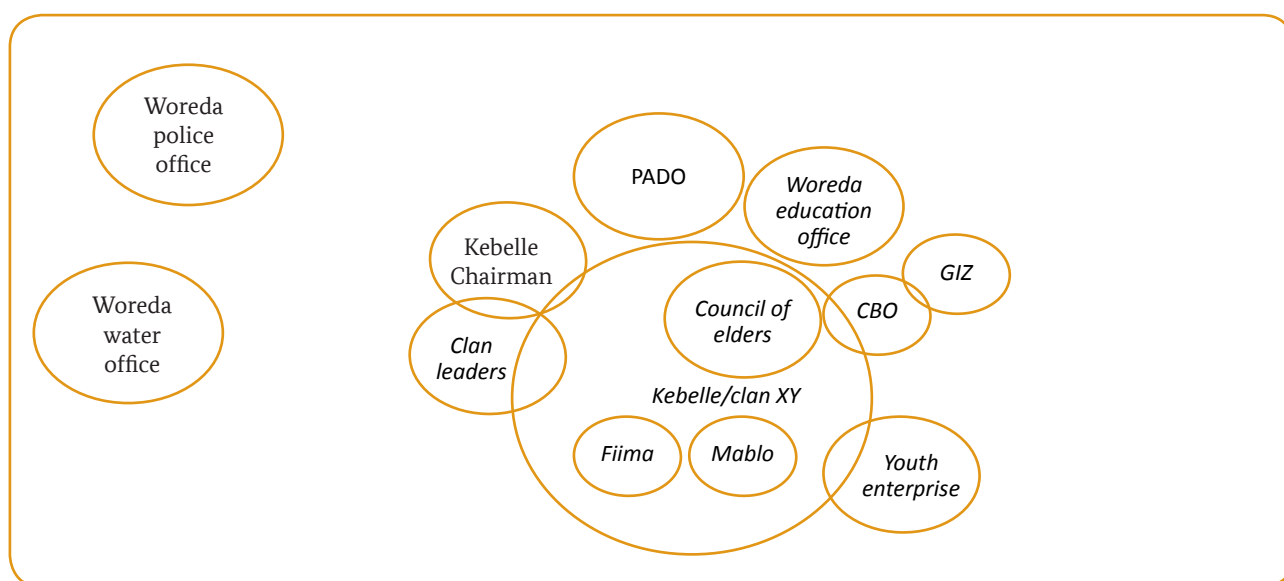 Woreda
police
office
PADO
Woreda
education
office
Kebelle
Chairman
GIZ
Woreda
water
office
Council of
elders
CBO
Clan
leaders
Kebelle/clan XY
Fiima
Mablo
Youth
enterprise